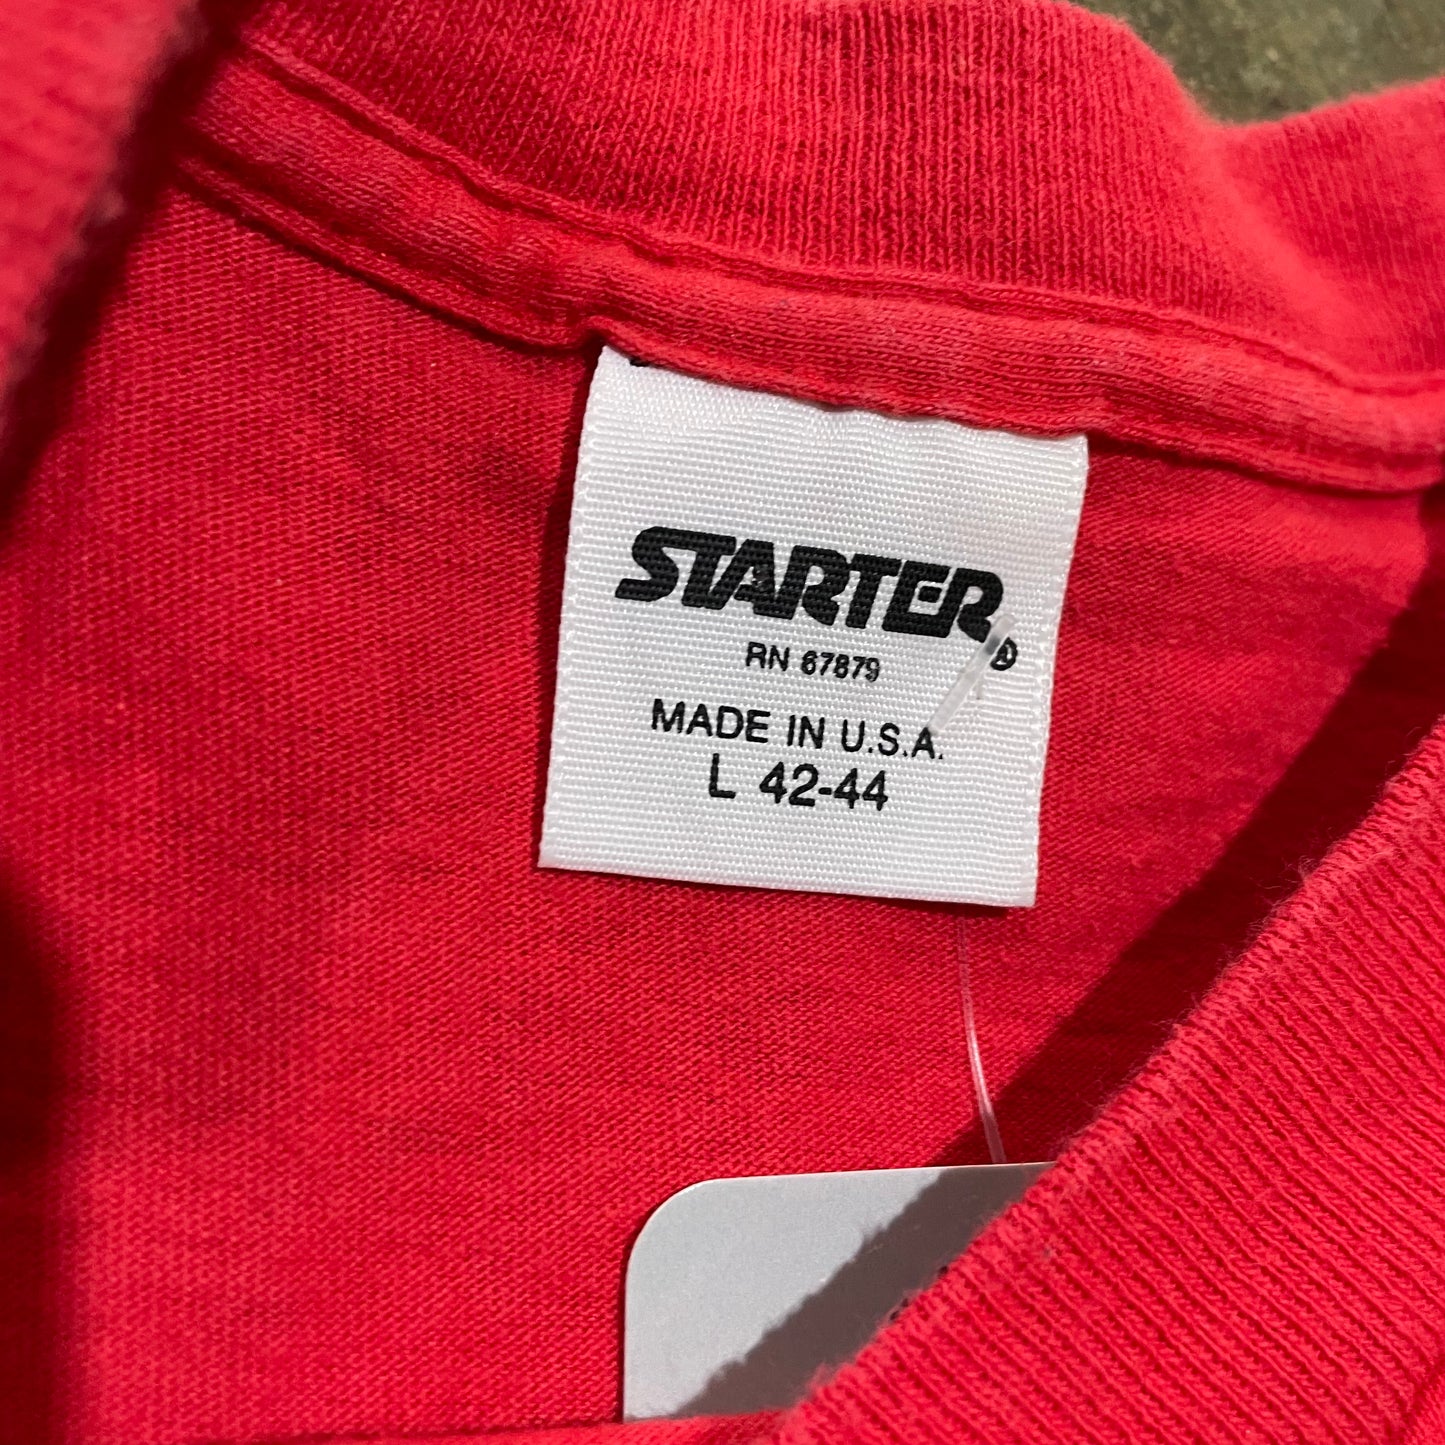 STARTER®
RN 67879
MADE IN U.S.A.
L 42-44